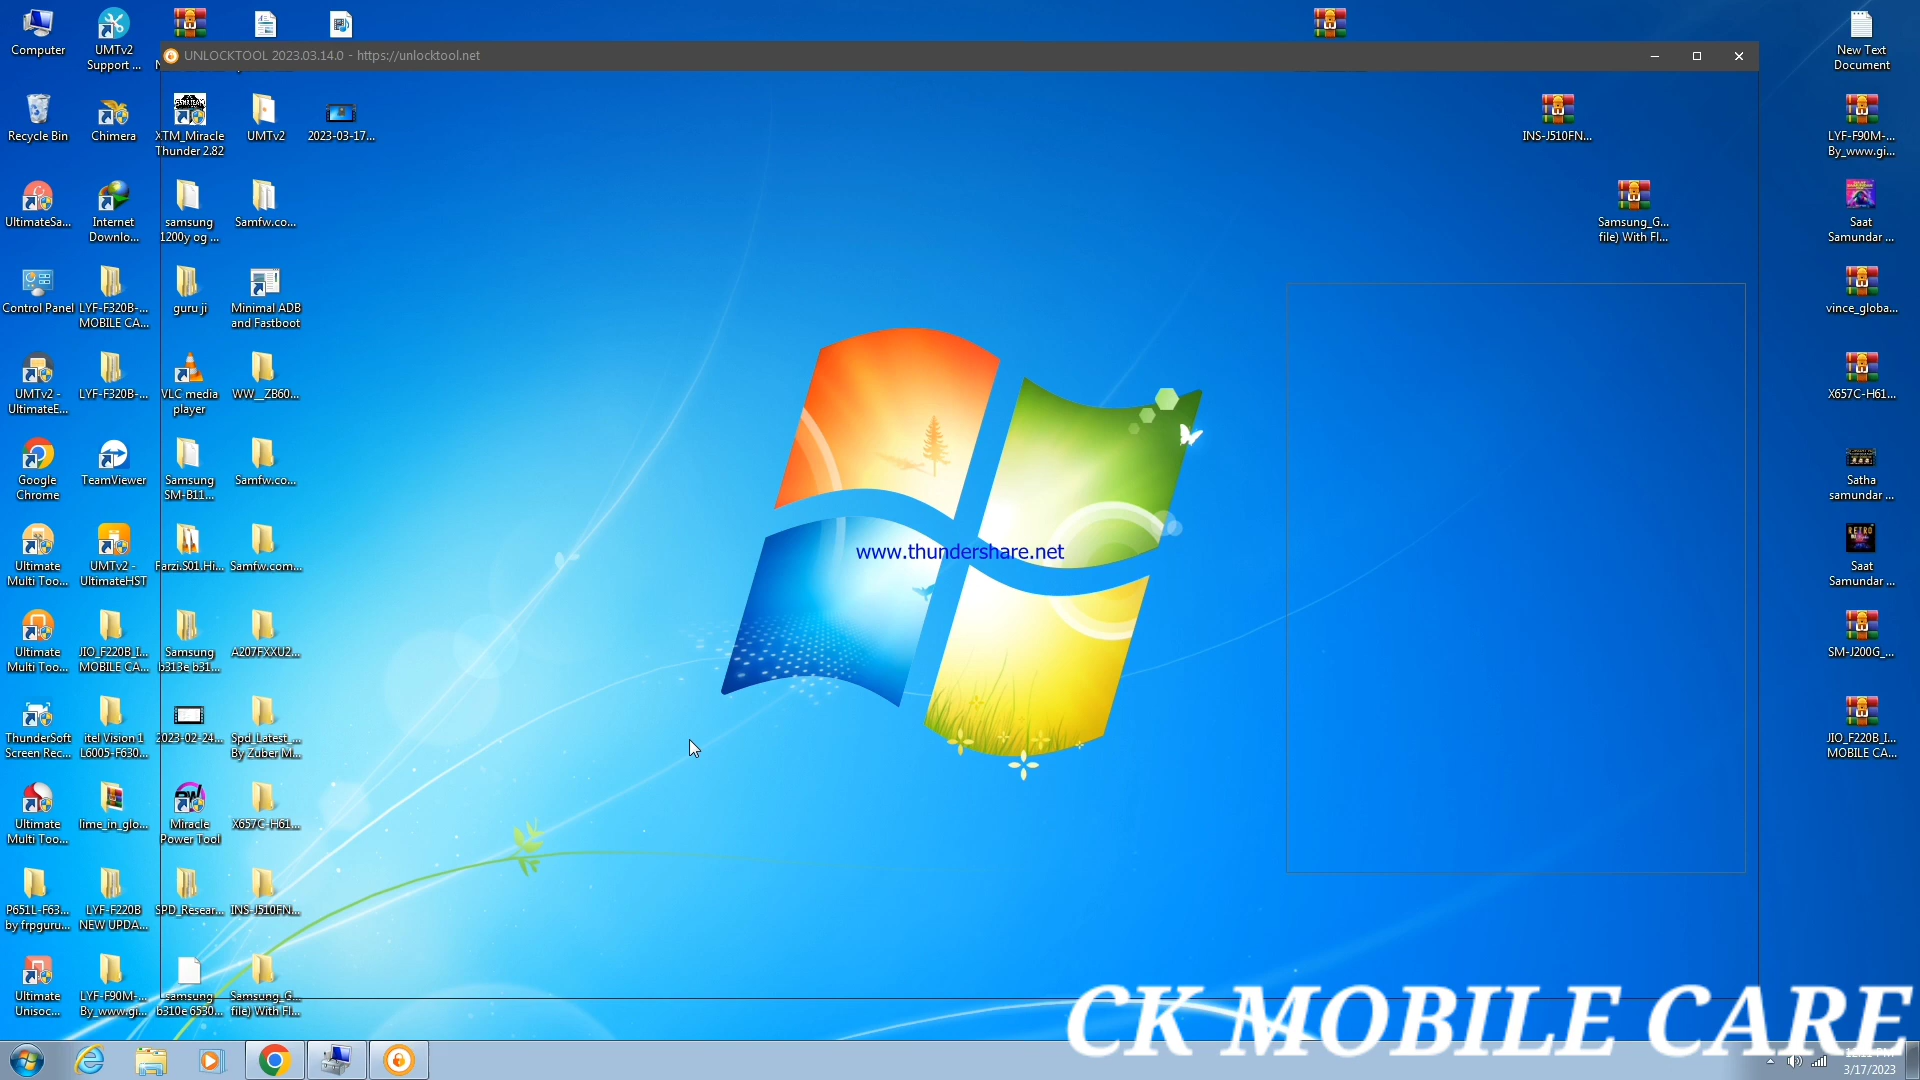 UNLOCKTOOL 2023.03.14.0 - https://unlocktool.net
Computer
UMTv2
Support ...
New Text
Document
Recycle Bin
Chimera
XTM_Miracle
Thunder 2.82
UMTv2
2023-03-17...
INS-J510FN...
LYF-F90M-...
By_www.gi...
UltimateSa...
Internet
Downlo...
samsung
1200y og ...
Samfw.co...
Samsung_G...
file) With Fl...
Saat
Samundar ...
Control Panel
LYF-F320B-...
MOBILE CA...
guru ji
Minimal ADB
and Fastboot
vince_globa...
UMTv2 -
UltimateE...
LYF-F320B-...
VLC media
player
WW__ZB60...
X657C-H61...
Google
Chrome
TeamViewer
Samsung
SM-B11...
Samfw.co...
Satha
samundar ...
Ultimate
Multi Too...
UMTv2 -
UltimateHST
Farzi.S01.Hi...
Samfw.com...
www.thundershare.net
RETRO
Saat
Samundar ...
Ultimate
Multi Too...
JIO_F220B_I...
MOBILE CA...
Samsung
b313e b31...
A207FXXU2...
SM-J200G_...
ThunderSoft
Screen Rec...
itel Vision 1
L6005-F630...
2023-02-24...
Spd_Latest_...
By Zuber M...
JIO_F220B_I...
MOBILE CA...
Ultimate
Multi Too...
lime_in_glo...
Miracle
Power Tool
X657C-H61...
P651L-F63...
by frpguru...
LYF-F220B
NEW UPDA...
SPD_Resear...
INS-J510FN...
Ultimate
Unisoc...
LYF-F90M-...
By_www.gi...
samsung
b310e 6530...
Samsung_G...
file) With Fl...
CK MOBILE CARE
3/17/2023